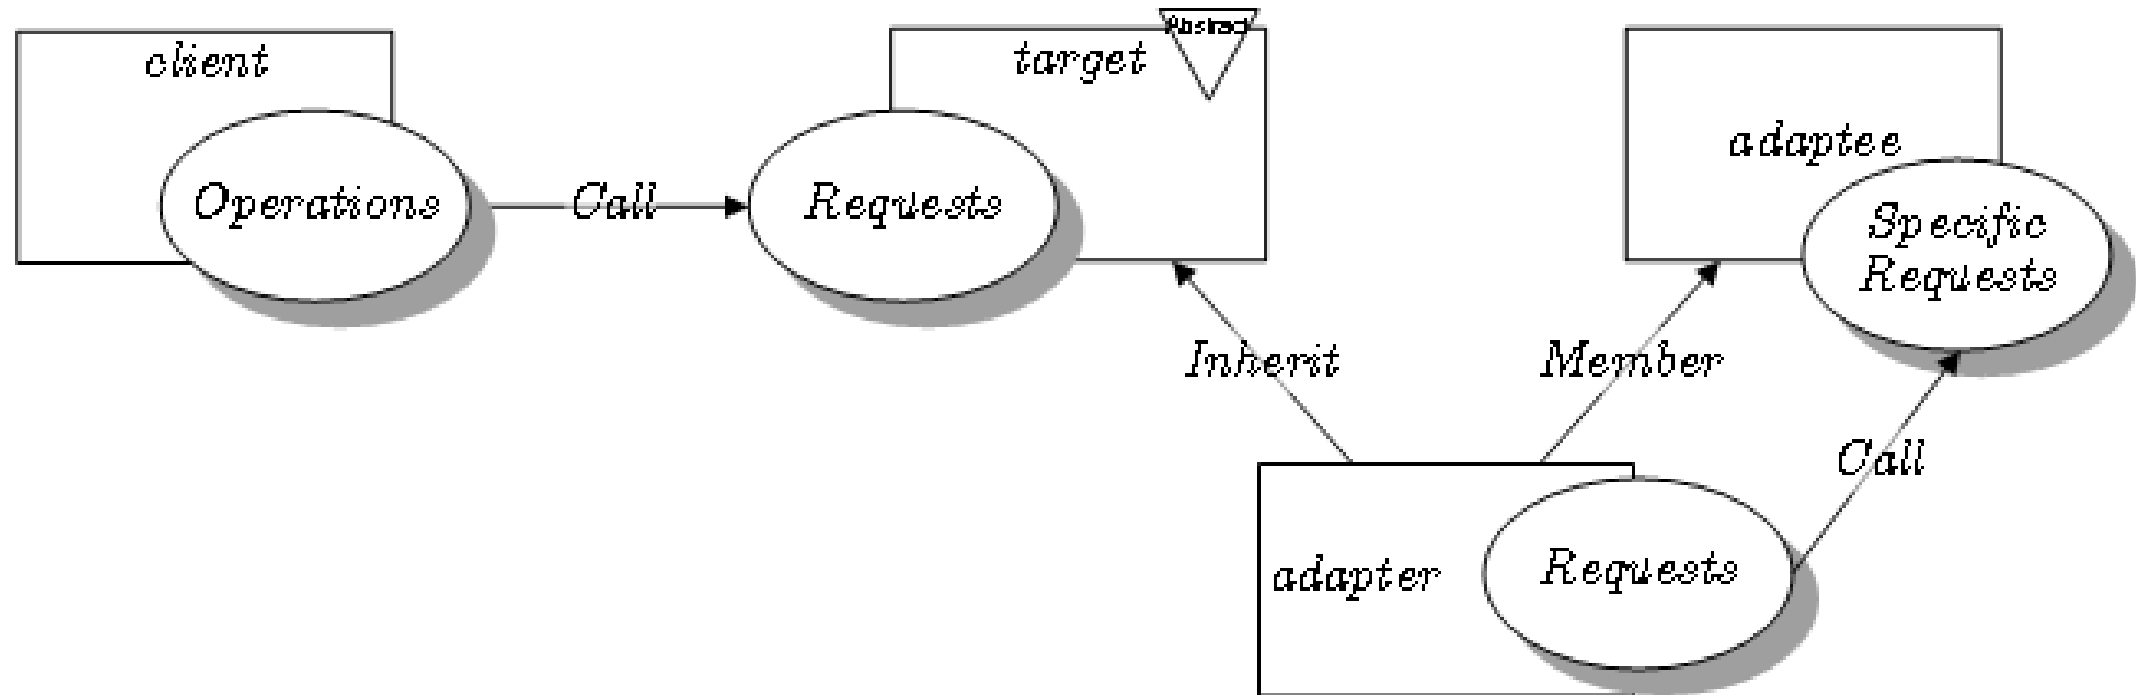 client
Operations
Call
target
Abstract
Requests
adaptee
Specific
Requests
Inherit
Member
Call
adapter
Requests